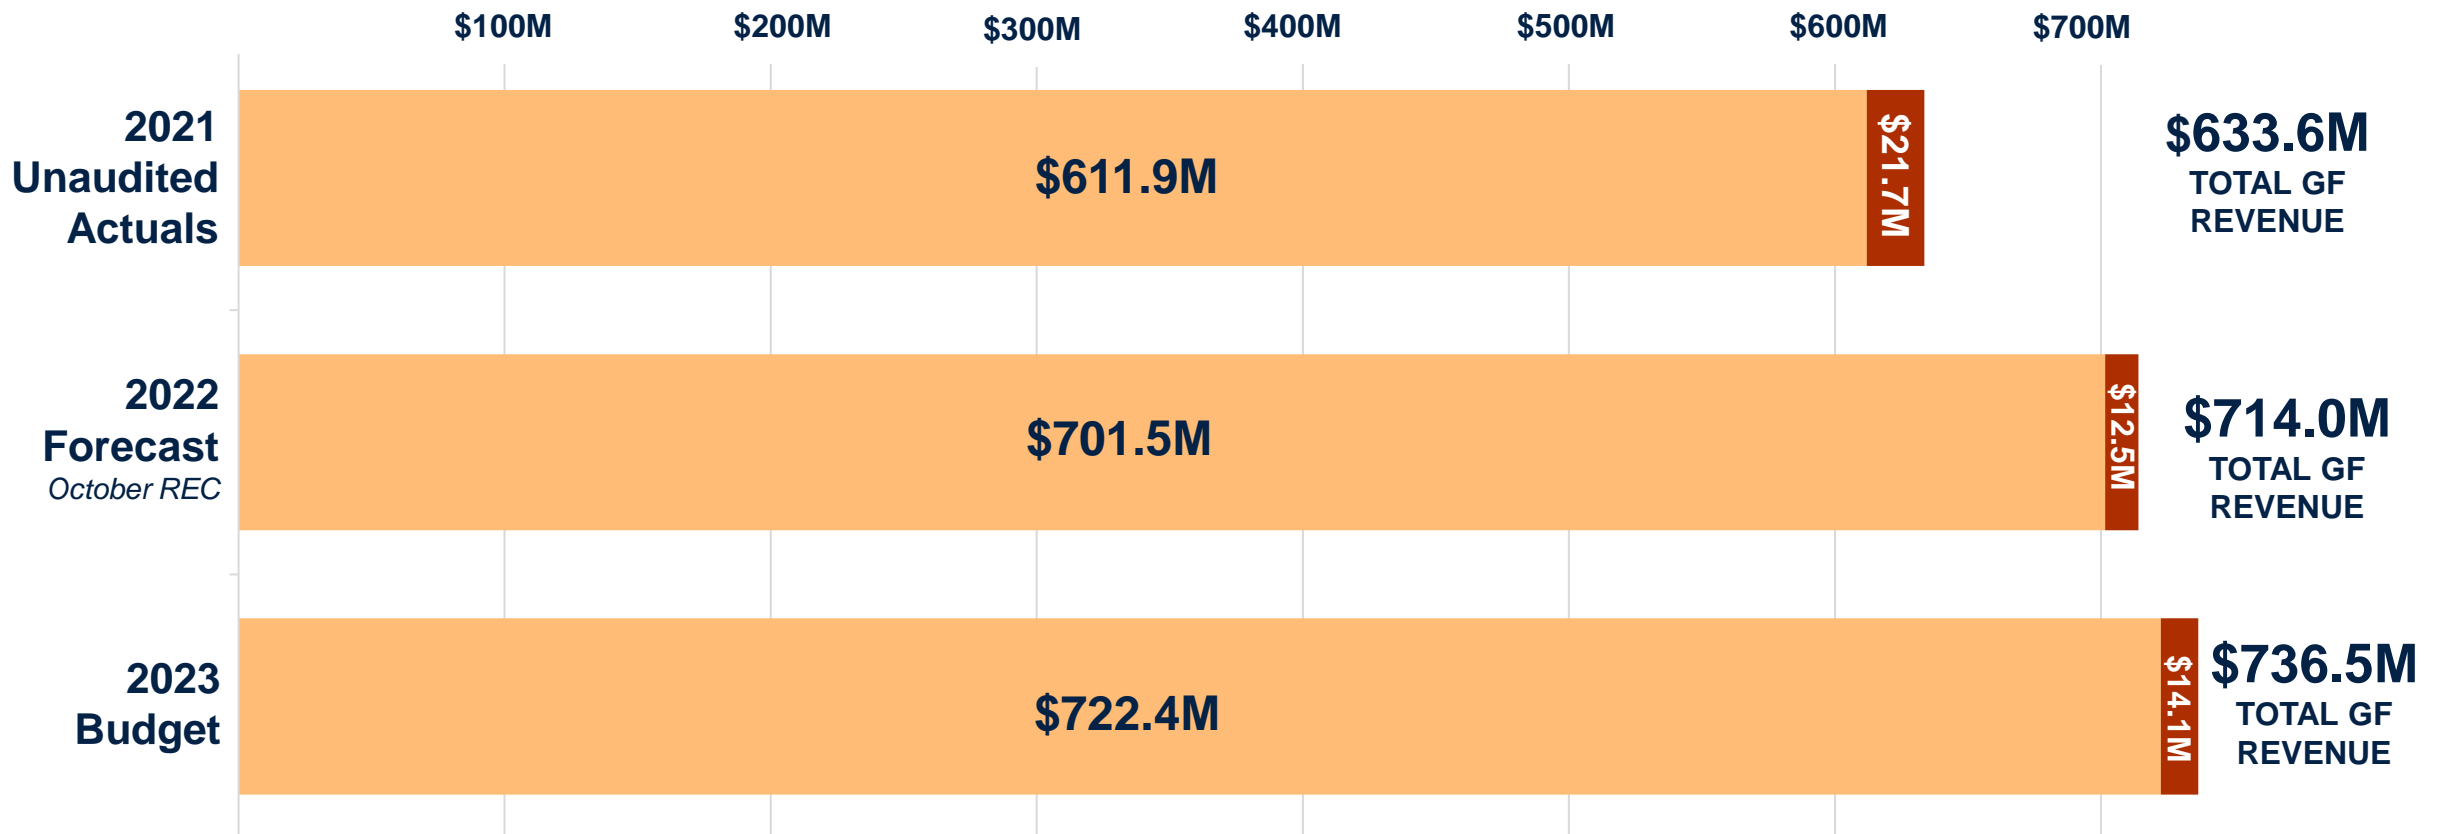 $100M $200M $300M $400M $500M $600M $700M
2021
Unaudited
Actuals
$611.9M
$21.7M
$633.6M
TOTAL GF
REVENUE
2022
Forecast
October REC
$701.5M
$12.5M
$714.0M
TOTAL GF
REVENUE
2023
Budget
$722.4M
$14.1M
$736.5M
TOTAL GF
REVENUE